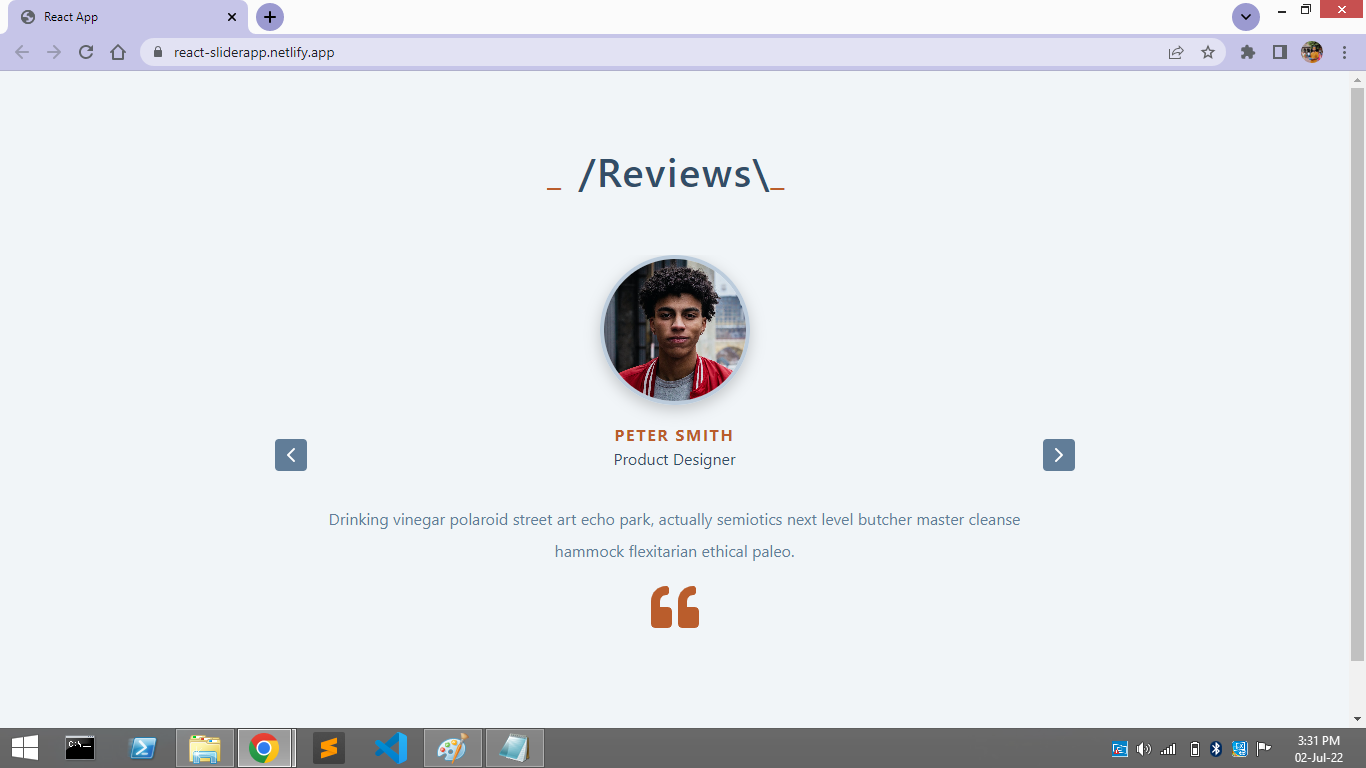 React App
react-sliderapp.netlify.app
_ /Reviews\_
PETER SMITH
Product Designer
Drinking vinegar polaroid street art echo park, actually semiotics next level butcher master cleanse
hammock flexitarian ethical paleo.
3:31 PM
02-Jul-22